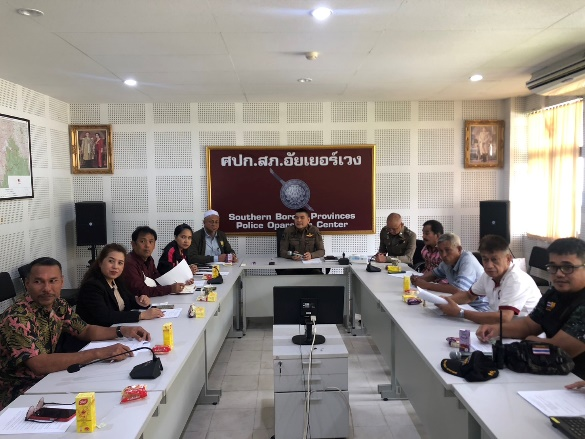 ศปก.สภ.อัยเยอร์เวง
Southern Border Provinces
Police Oparation Center